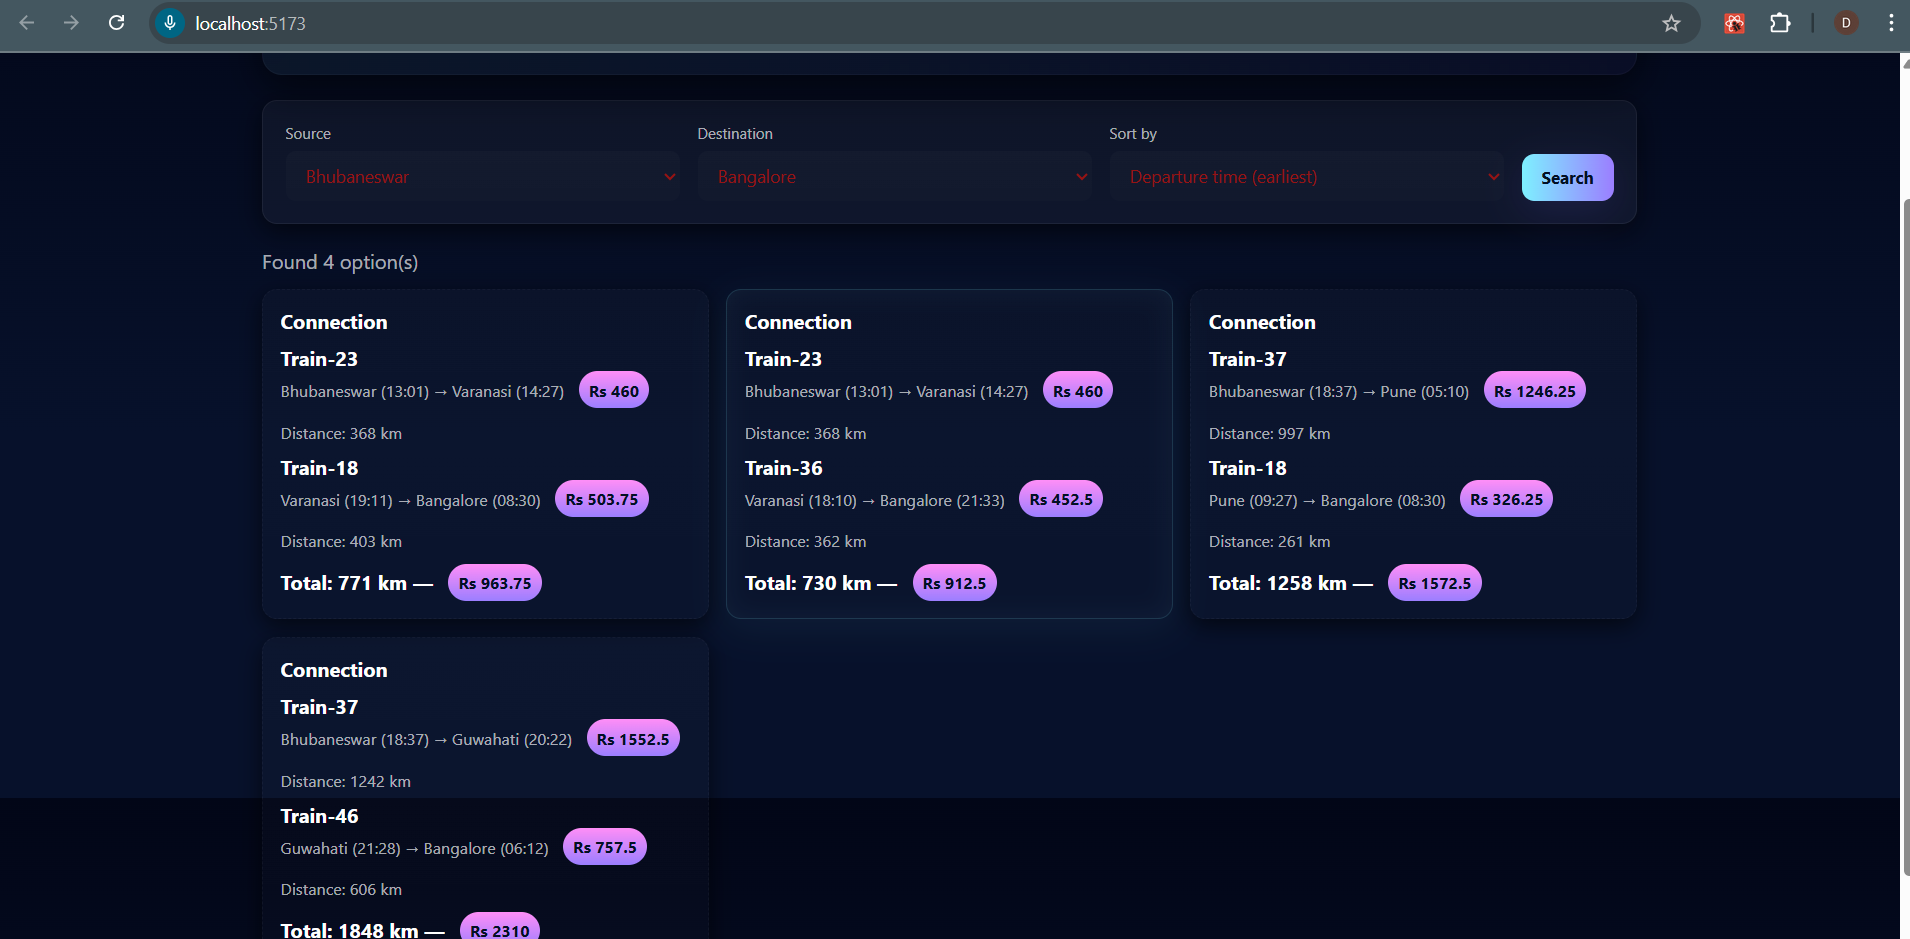 localhost:5173
D
Source
Destination
Sort by
Bhubaneswar
Bangalore
Departure time (earliest)
Search
Found 4 option(s)
Connection
Train-23
Bhubaneswar (13:01) → Varanasi (14:27) Rs 460
Distance: 368 km
Train-18
Varanasi (19:11) → Bangalore (08:30) Rs 503.75
Distance: 403 km
Total: 771 km — Rs 963.75
Connection
Train-23
Bhubaneswar (13:01) → Varanasi (14:27) Rs 460
Distance: 368 km
Train-36
Varanasi (18:10) → Bangalore (21:33) Rs 452.5
Distance: 362 km
Total: 730 km — Rs 912.5
Connection
Train-37
Bhubaneswar (18:37) → Pune (05:10) Rs 1246.25
Distance: 997 km
Train-18
Pune (09:27) → Bangalore (08:30) Rs 326.25
Distance: 261 km
Total: 1258 km — Rs 1572.5
Connection
Train-37
Bhubaneswar (18:37) → Guwahati (20:22) Rs 1552.5
Distance: 1242 km
Train-46
Guwahati (21:28) → Bangalore (06:12) Rs 757.5
Distance: 606 km
Total: 1848 km — Rs 2310